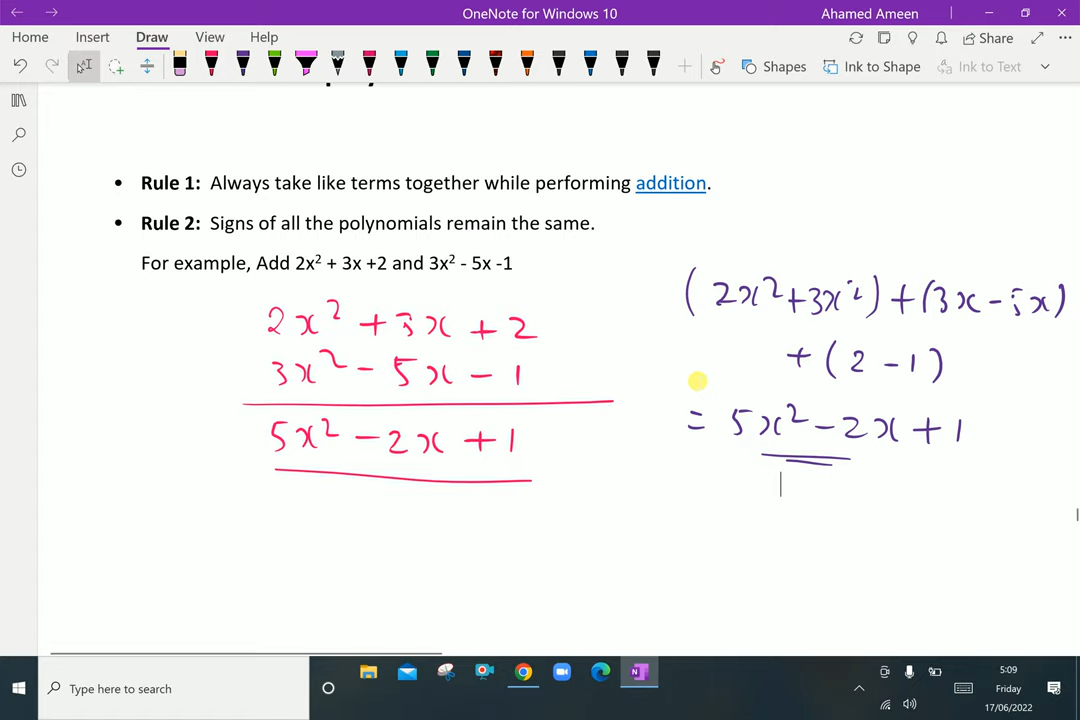 OneNote for Windows 10
Ahamed Ameen
Home Insert Draw View Help
Share
Shapes Ink to Shape Ink to Text
• Rule 1: Always take like terms together while performing addition.
• Rule 2: Signs of all the polynomials remain the same.
For example, Add 2x² + 3x +2 and 3x² - 5x -1
2x² + 3x + 2
3x² - 5x - 1
5x² - 2x + 1
(2x² + 3x²) + (3x - 5x)
+ (2 - 1)
= 5x² - 2x + 1
Type here to search
5:09
Friday
17/06/2022